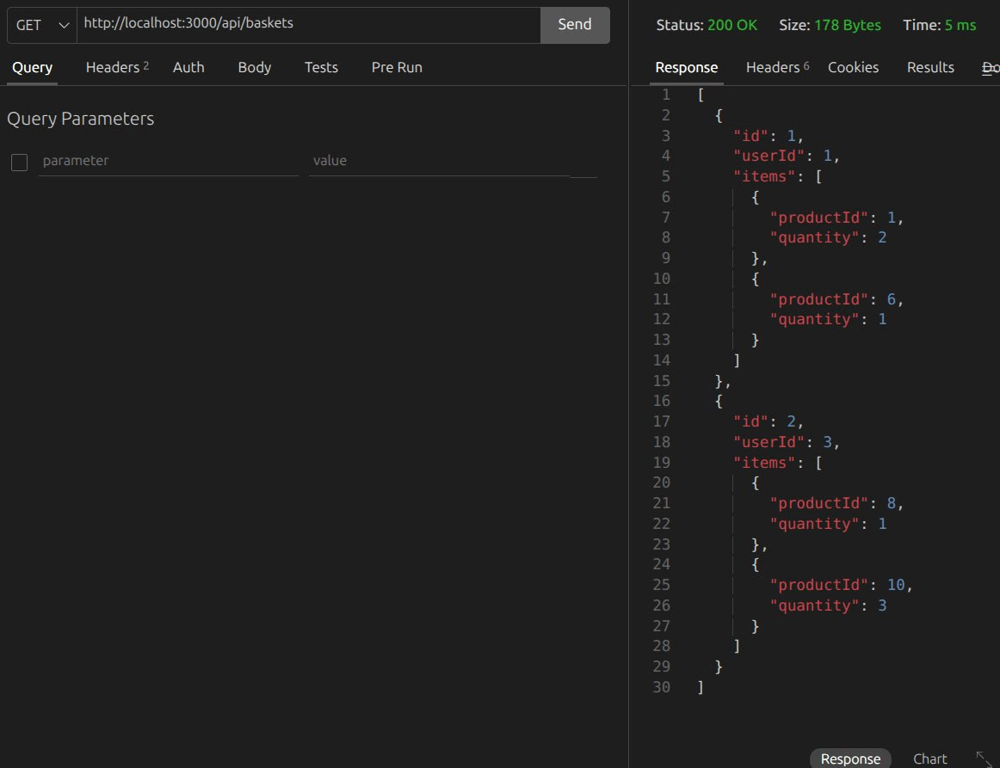 GET http://localhost:3000/api/baskets Send
Query Headers 2 Auth Body Tests Pre Run
Query Parameters
parameter value
Status: 200 OK Size: 178 Bytes Time: 5 ms
Response Headers 6 Cookies Results Do
1 [
2 {
3 "id": 1,
4 "userId": 1,
5 "items": [
6 {
7 "productId": 1,
8 "quantity": 2
9 },
10 {
11 "productId": 6,
12 "quantity": 1
13 }
14 ]
15 },
16 {
17 "id": 2,
18 "userId": 3,
19 "items": [
20 {
21 "productId": 8,
22 "quantity": 1
23 },
24 {
25 "productId": 10,
26 "quantity": 3
27 }
28 ]
29 }
30 ]
Response Chart